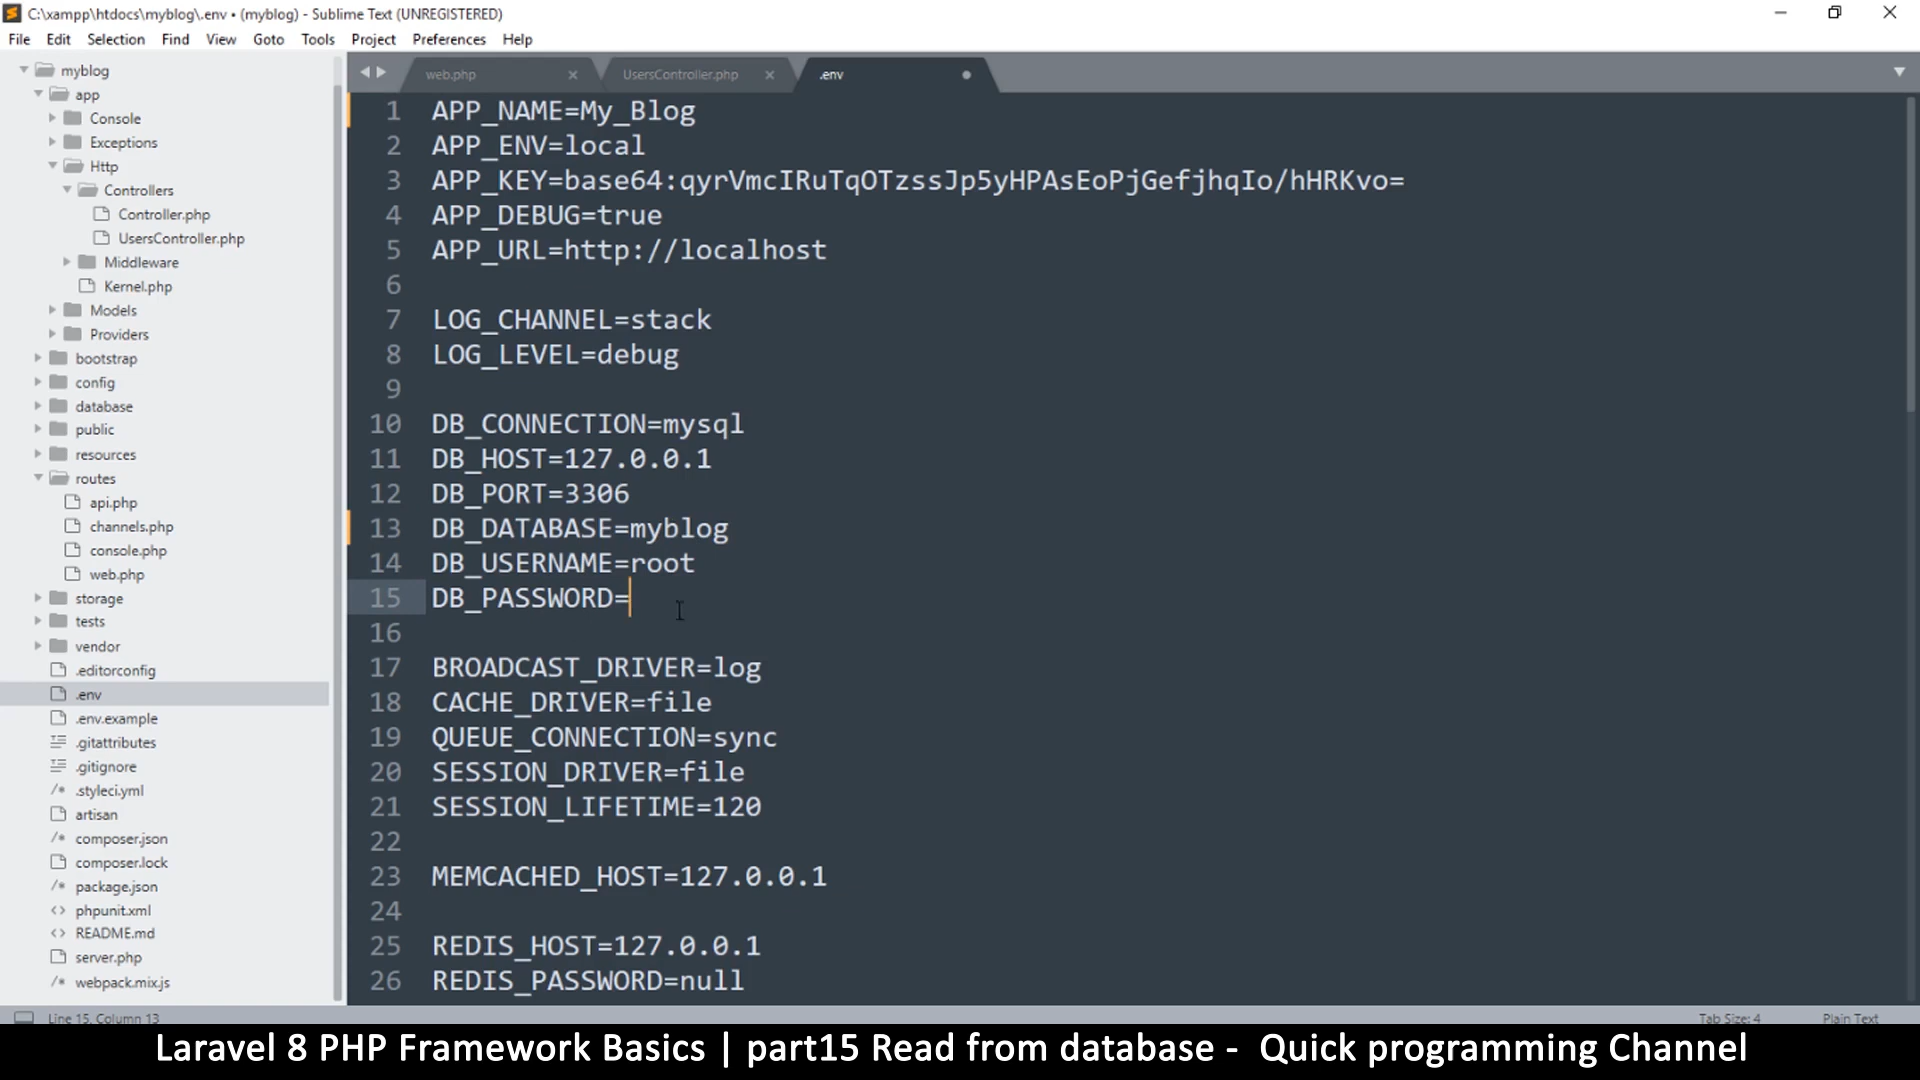 C:\xampp\htdocs\myblog\.env • (myblog) - Sublime Text (UNREGISTERED)
File Edit Selection Find View Goto Tools Project Preferences Help
myblog
app
Console
Exceptions
Http
Controllers
Controller.php
UsersController.php
Middleware
Kernel.php
Models
Providers
bootstrap
config
database
public
resources
routes
api.php
channels.php
console.php
web.php
storage
tests
vendor
.editorconfig
.env
.env.example
.gitattributes
.gitignore
.styleci.yml
artisan
composer.json
composer.lock
package.json
phpunit.xml
README.md
server.php
webpack.mix.js
web.php UsersController.php .env
1 APP_NAME=My_Blog
2 APP_ENV=local
3 APP_KEY=base64:qyrVmcIRuTqOTzssJp5yHPAsEoPjGefjhqIo/hHRKvo=
4 APP_DEBUG=true
5 APP_URL=http://localhost
6
7 LOG_CHANNEL=stack
8 LOG_LEVEL=debug
9
10 DB_CONNECTION=mysql
11 DB_HOST=127.0.0.1
12 DB_PORT=3306
13 DB_DATABASE=myblog
14 DB_USERNAME=root
15 DB_PASSWORD=
16
17 BROADCAST_DRIVER=log
18 CACHE_DRIVER=file
19 QUEUE_CONNECTION=sync
20 SESSION_DRIVER=file
21 SESSION_LIFETIME=120
22
23 MEMCACHED_HOST=127.0.0.1
24
25 REDIS_HOST=127.0.0.1
26 REDIS_PASSWORD=null
Line 15, Column 13 Tab Size: 4 Plain Text
Laravel 8 PHP Framework Basics | part15 Read from database - Quick programming Channel